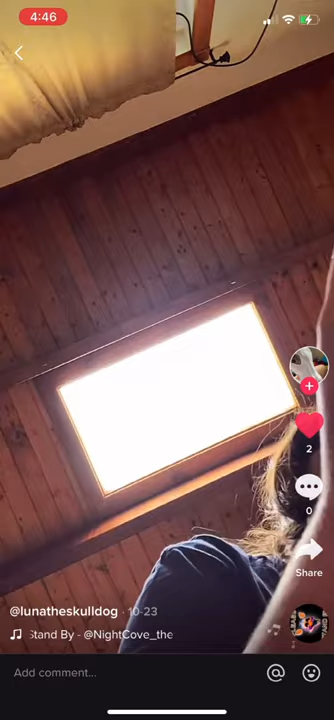 4:46
2
0
Share
@lunatheskulldog · 10-23
Stand By - @NightCove_the
Add comment...